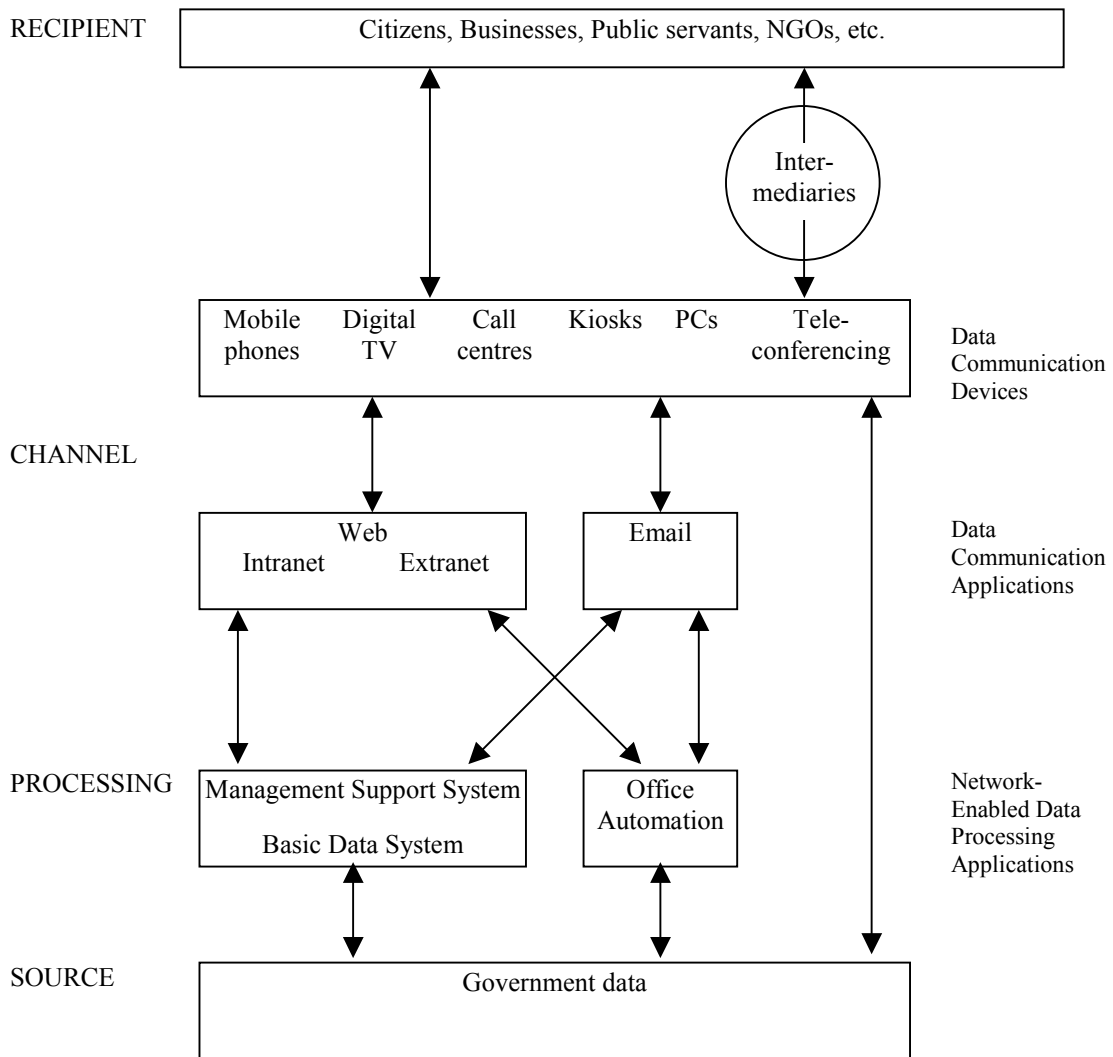 RECIPIENT
Citizens, Businesses, Public servants, NGOs, etc.
Inter-
mediaries
Mobile Digital Call Kiosks PCs Tele-
phones TV centres conferencing
Data
Communication
Devices
CHANNEL
Web
Intranet Extranet
Email
Data
Communication
Applications
PROCESSING
Management Support System
Basic Data System
Office
Automation
Network-
Enabled Data
Processing
Applications
SOURCE
Government data